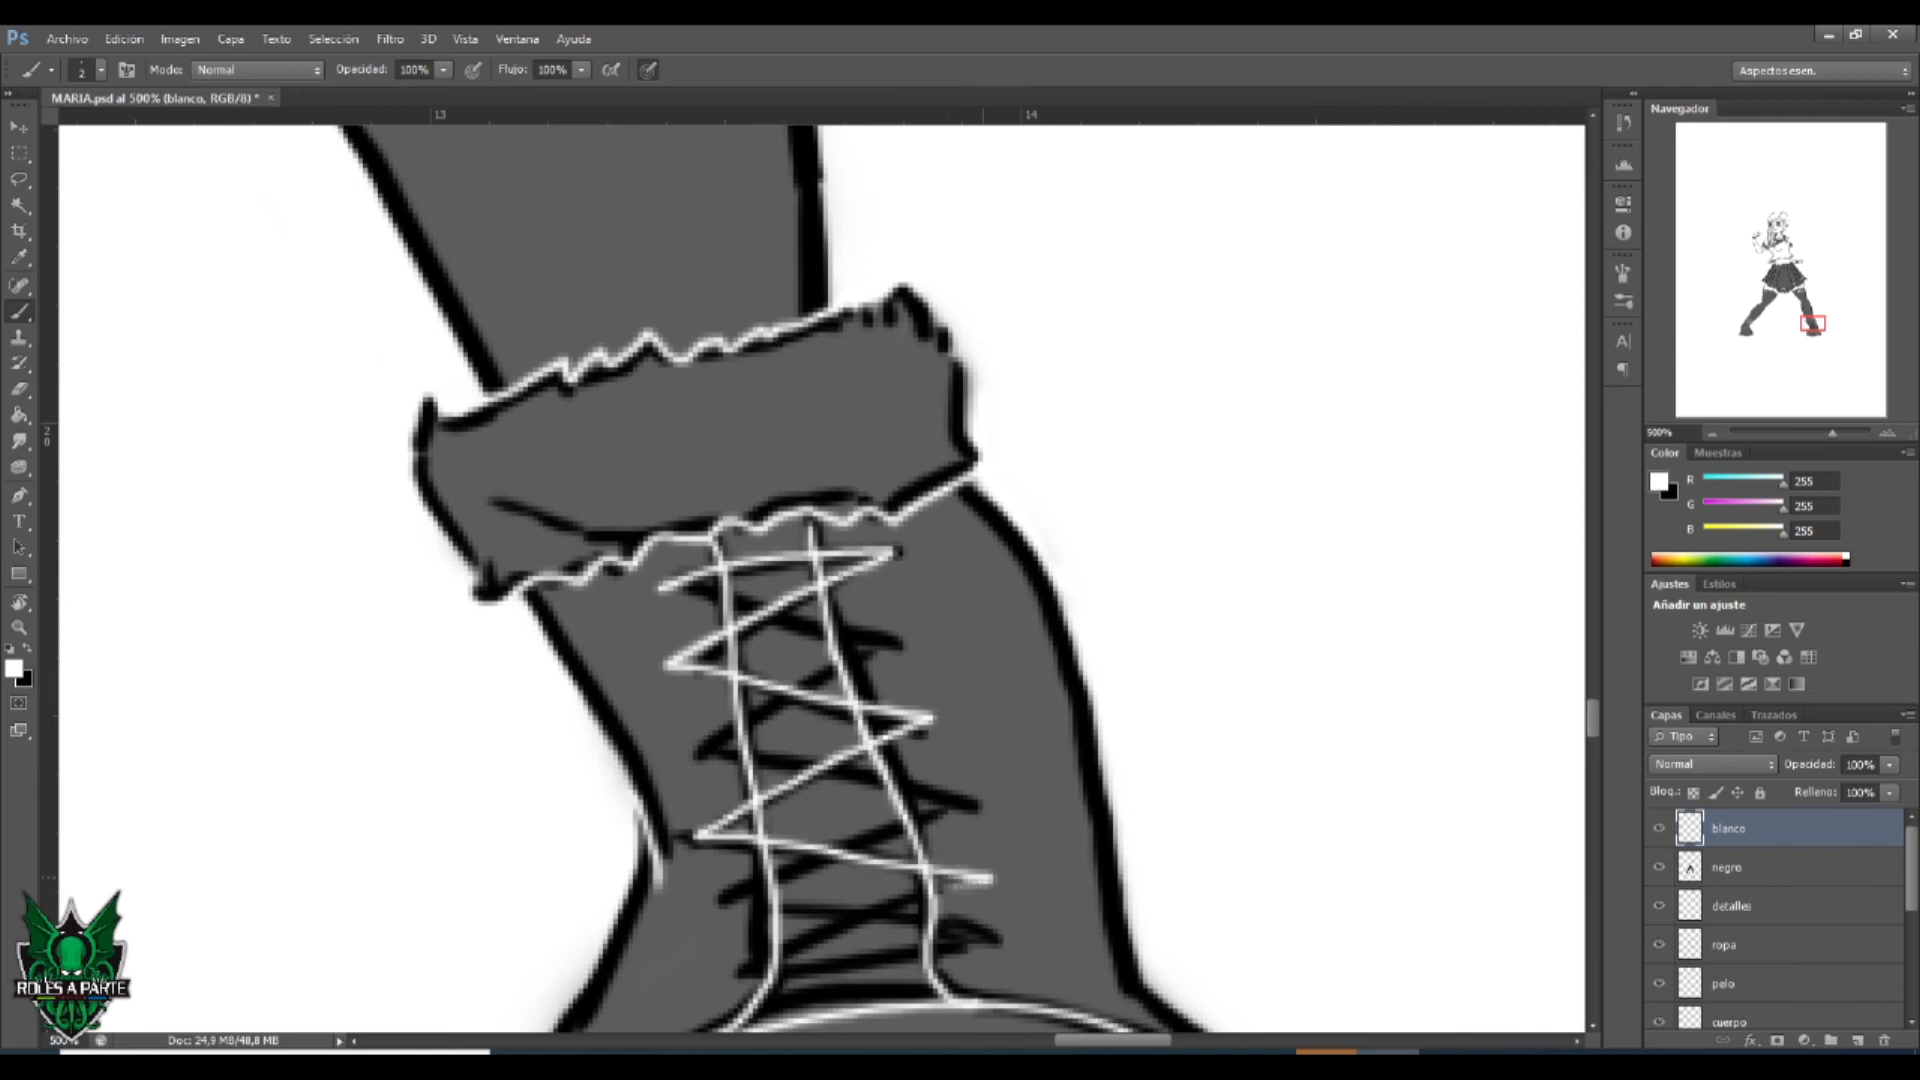 Ps Archivo Edición Imagen Capa Texto Selección Filtro 3D Vista Ventana Ayuda
2 Modo: Normal Opacidad: 100% Flujo: 100% Aspectos esen.
MARIA.psd al 500% (blanco, RGB/8) * ×
13 14
Navegador
20
500%
Color Muestras
R 255
G 255
B 255
Ajustes Estilos
Añadir un ajuste
Capas Canales Trazados
Tipo
Normal Opacidad: 100%
Bloq.: Relleno: 100%
blanco
negro
detalles
ropa
pelo
cuerpo
ROLES A PARTE
500% Doc: 24,9 MB/48,8 MB